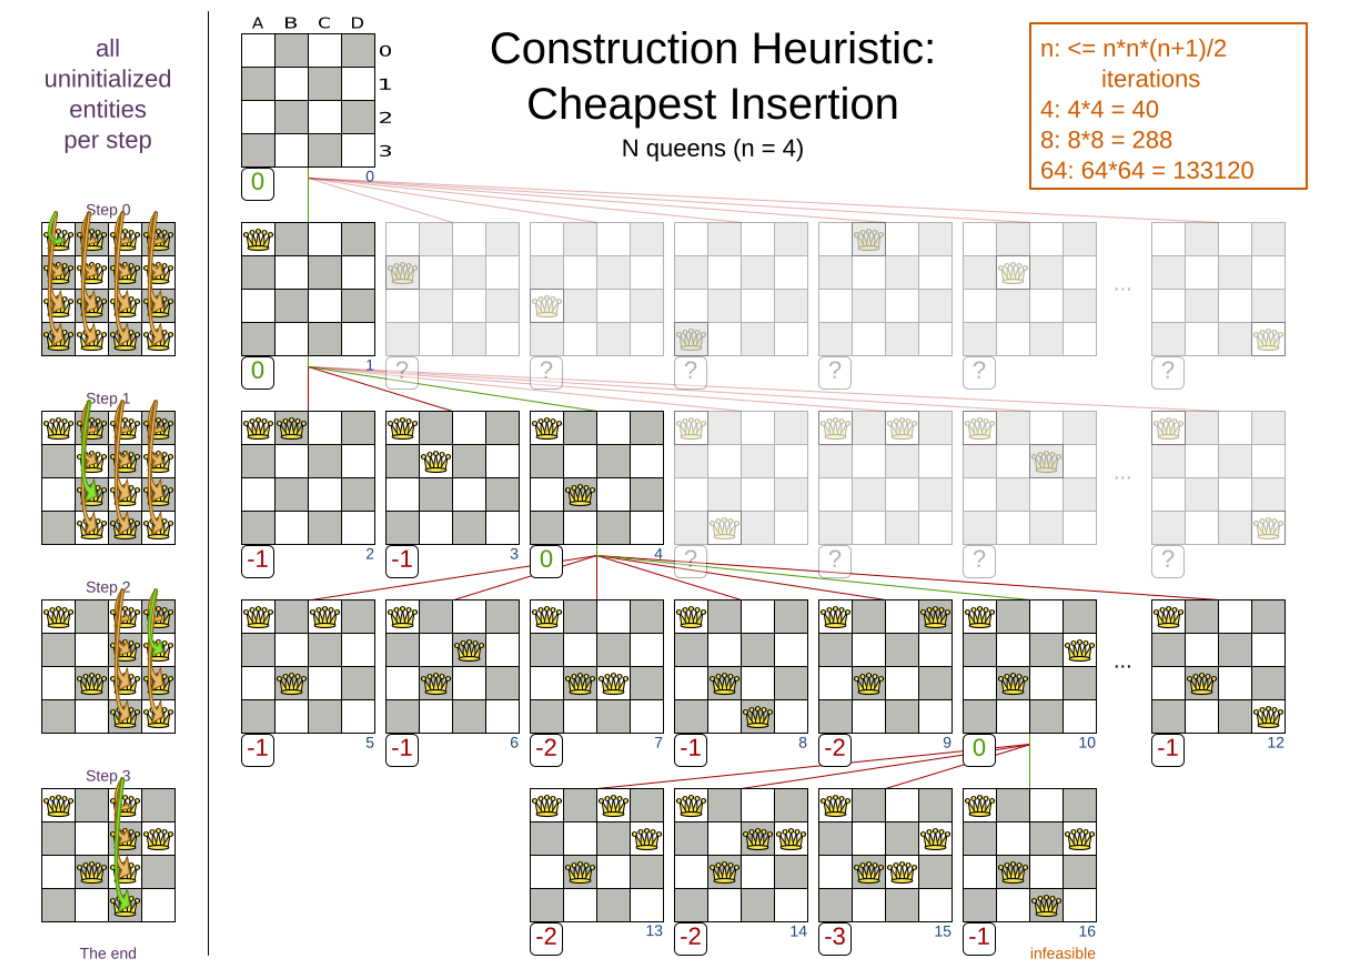 all
uninitialized
entities
per step
A B C D
0
1
2
3
Construction Heuristic:
Cheapest Insertion
N queens (n = 4)
n: <= n*n*(n+1)/2
iterations
4: 4*4 = 40
8: 8*8 = 288
64: 64*64 = 133120
0 0
Step 0
...
0 1 ? ? ? ? ? ?
Step 1
...
-1 2 -1 3 0 4 ? ? ? ?
Step 2
...
-1 5 -1 6 -2 7 -1 8 -2 9 0 10 -1 12
Step 3
-2 13 -2 14 -3 15 -1 16
The end
infeasible